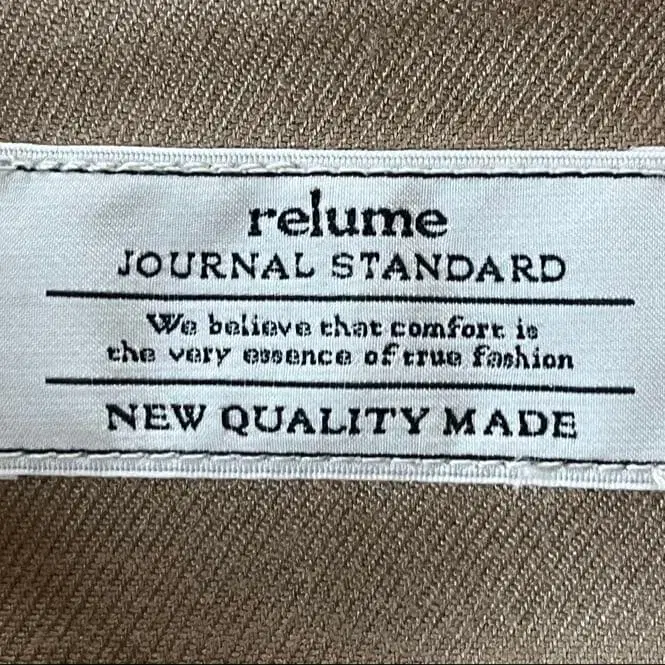 relume
JOURNAL STANDARD
We believe that comfort is
the very essence of true fashion
NEW QUALITY MADE